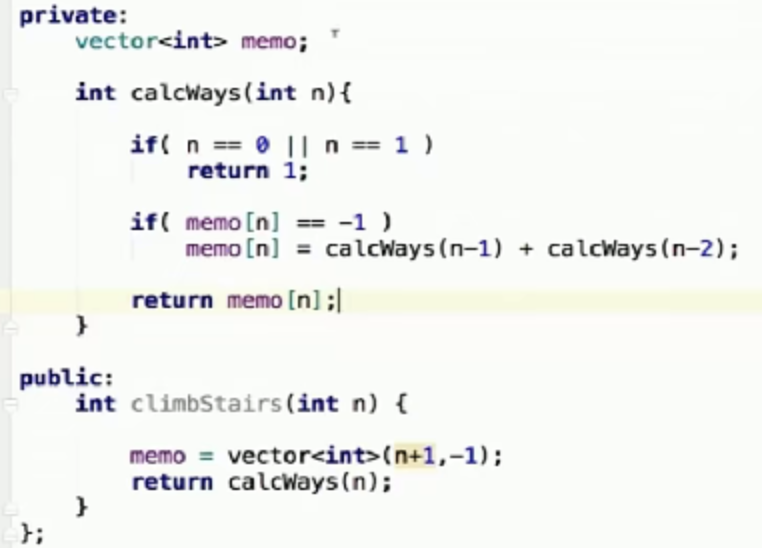 private:
    vector<int> memo;

    int calcWays(int n){

        if( n == 0 || n == 1 )
            return 1;

        if( memo[n] == -1 )
            memo[n] = calcWays(n-1) + calcWays(n-2);

        return memo[n];
    }

public:
    int climbStairs(int n) {

        memo = vector<int>(n+1,-1);
        return calcWays(n);
    }
};